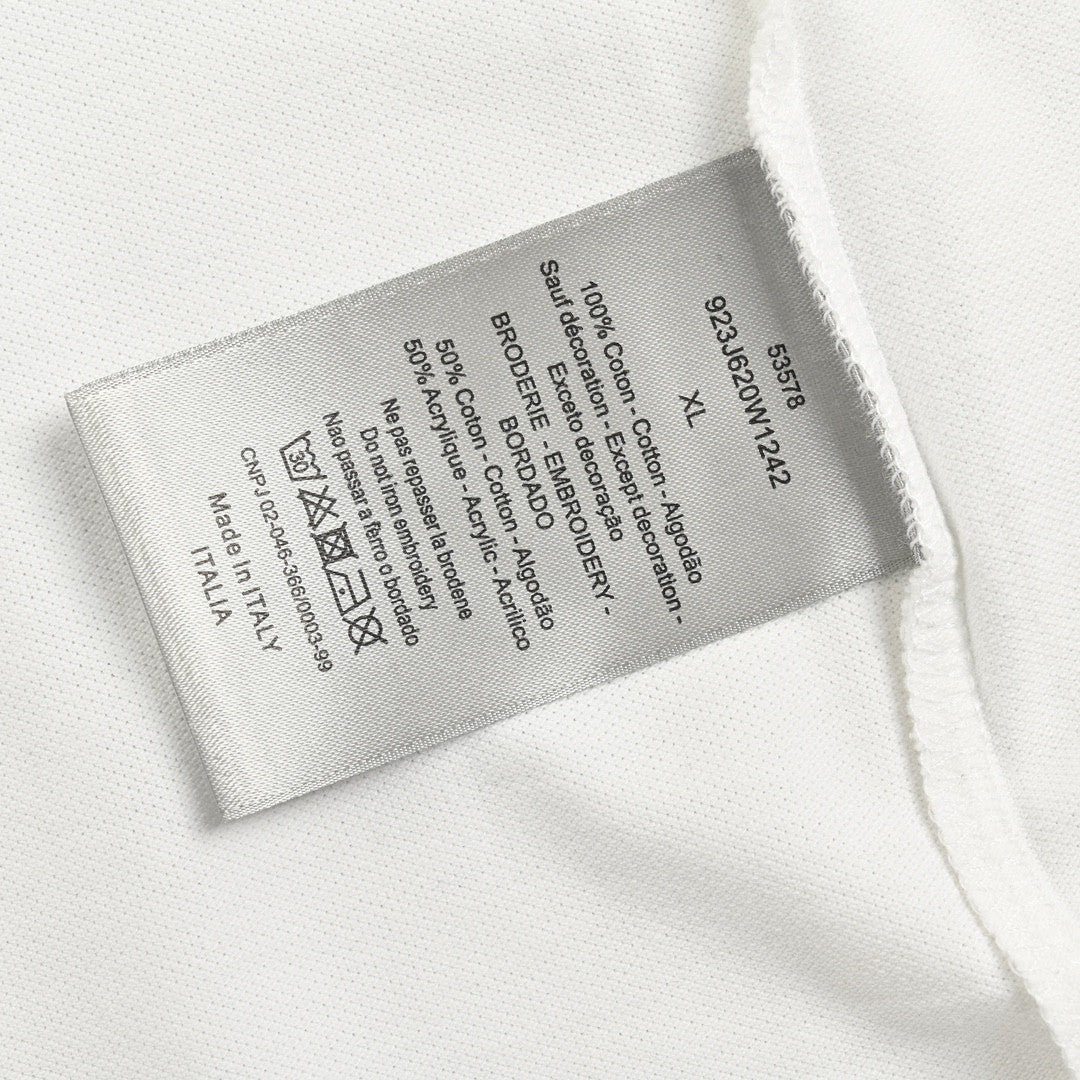 53578
923J620W1242
XL
100% Coton - Cotton - Algodão
Sauf décoration - Except decoration -
Exceto decoração
BRODERIE - EMBROIDERY -
BORDADO
50% Coton - Cotton - Algodão
50% Acrylique - Acrylic - Acrilico
Ne pas repasser la brodene
Do not iron embroidery
Nao passar a ferro o bordado
30
CNPJ 02-046-366/0003-99
Made In ITALY
ITALIA